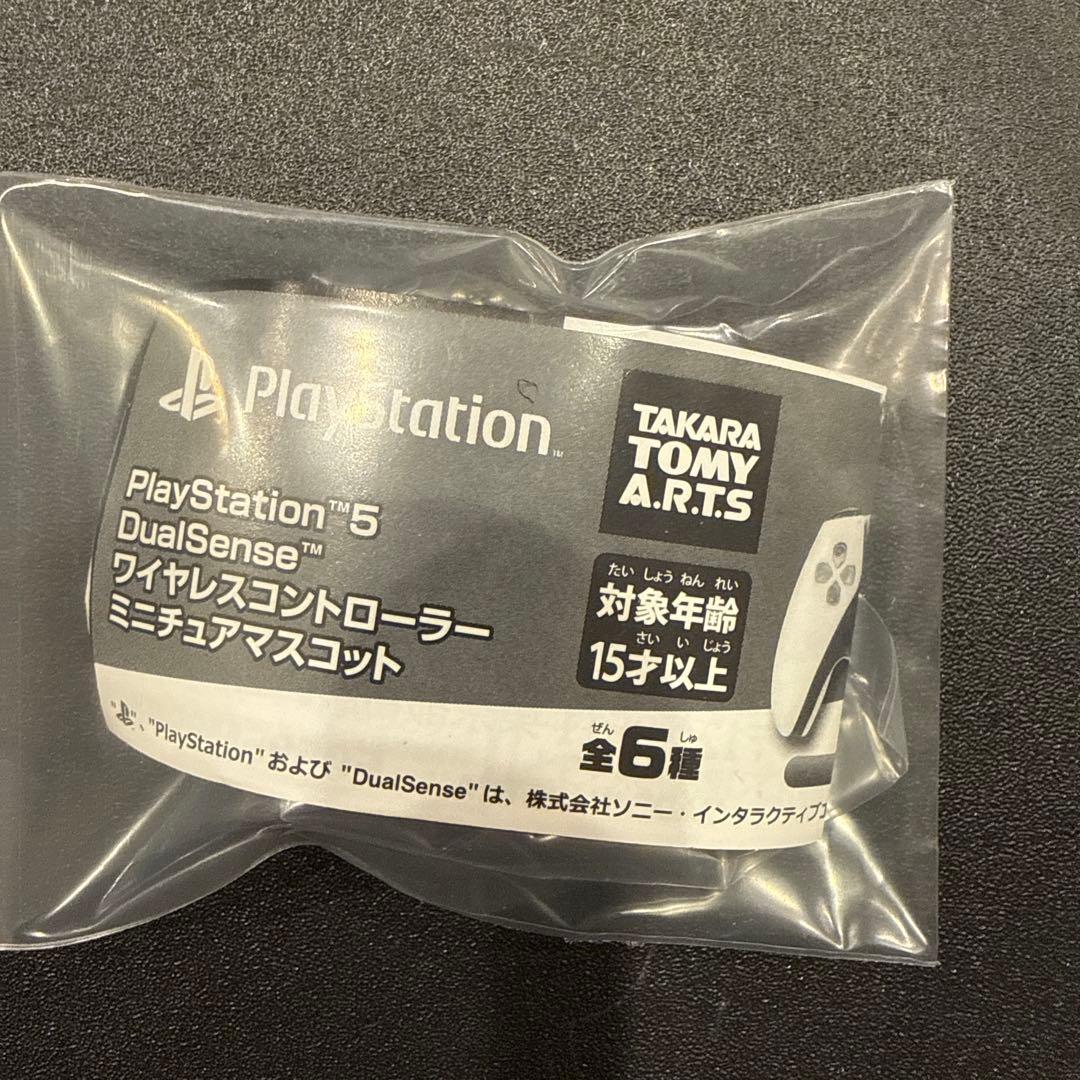 PlayStation™
PlayStation™5
DualSense™
ワイヤレスコントローラー
ミニチュアマスコット
TAKARA
TOMY
A.R.T.S
たい しょう ねん れい
対象年齢
さい い じょう
15才以上
ぜん しゅ
全6種
" "、"PlayStation"および "DualSense"は、株式会社ソニー・インタラクティブ